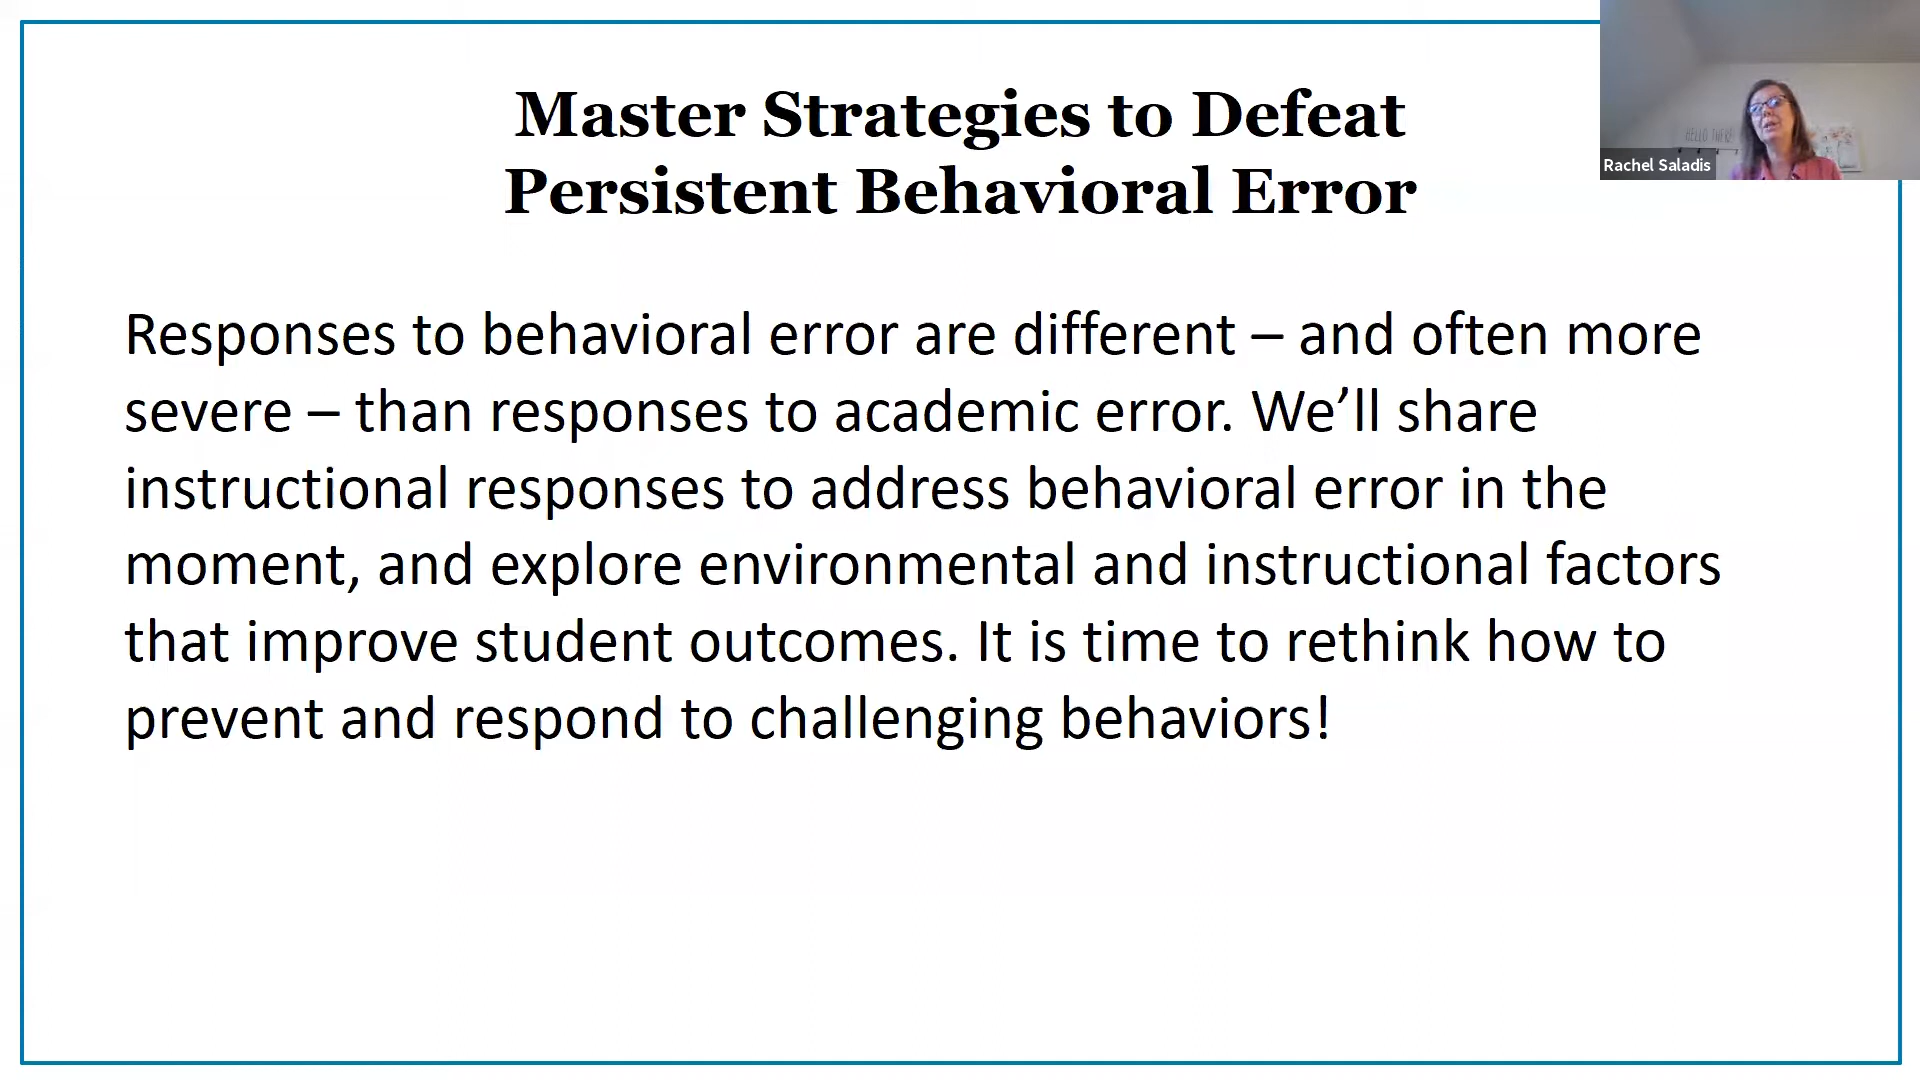 Master Strategies to Defeat
Persistent Behavioral Error
HELLO THERE
Rachel Saladis
Responses to behavioral error are different – and often more
severe – than responses to academic error. We’ll share
instructional responses to address behavioral error in the
moment, and explore environmental and instructional factors
that improve student outcomes. It is time to rethink how to
prevent and respond to challenging behaviors!